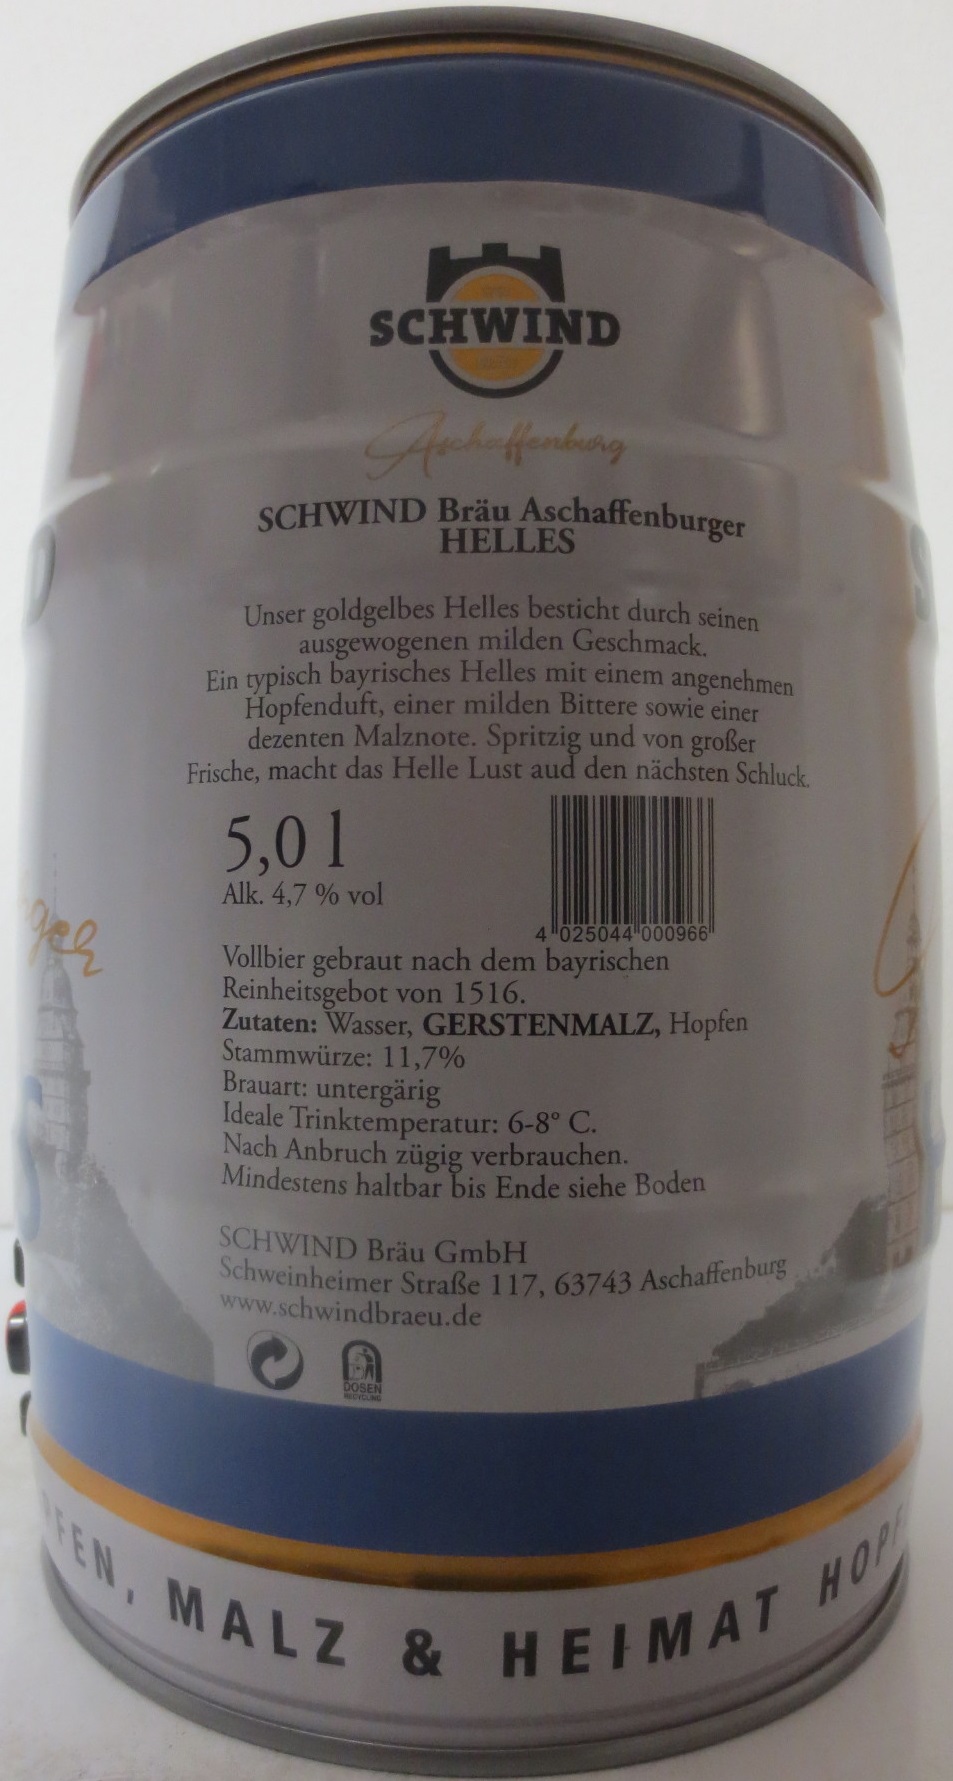 SCHWIND
Aschaffenburg
SCHWIND Bräu Aschaffenburger
HELLES
Unser goldgelbes Helles besticht durch seinen
ausgewogenen milden Geschmack.
Ein typisch bayrisches Helles mit einem angenehmen
Hopfenduft, einer milden Bittere sowie einer
dezenten Malznote. Spritzig und von großer
Frische, macht das Helle Lust aud den nächsten Schluck.
5,0 l
Alk. 4,7 % vol
4 025044 000966
Vollbier gebraut nach dem bayrischen
Reinheitsgebot von 1516.
Zutaten: Wasser, GERSTENMALZ, Hopfen
Stammwürze: 11,7%
Brauart: untergärig
Ideale Trinktemperatur: 6-8° C.
Nach Anbruch zügig verbrauchen.
Mindestens haltbar bis Ende siehe Boden
SCHWIND Bräu GmbH
Schweinheimer Straße 117, 63743 Aschaffenburg
www.schwindbraeu.de
DOSEN
RECYCLING
PFEN, MALZ & HEIMAT HOPF